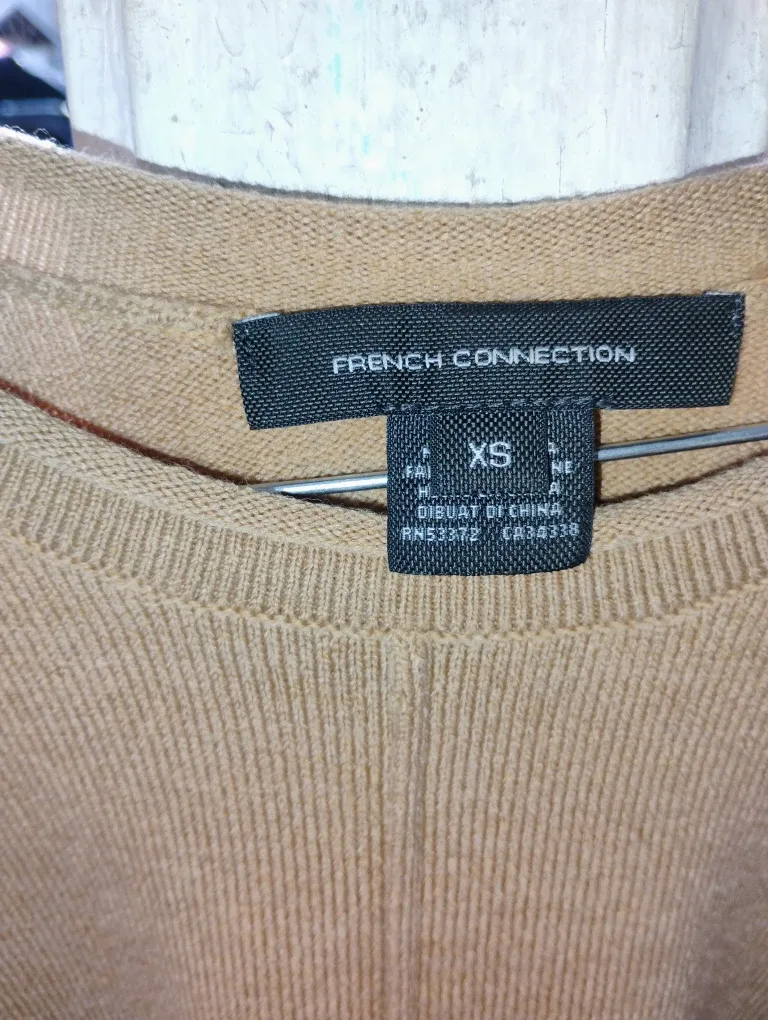 FRENCH CONNECTION
XS
DIBUAT DI CHINA
RN53372 CA34338